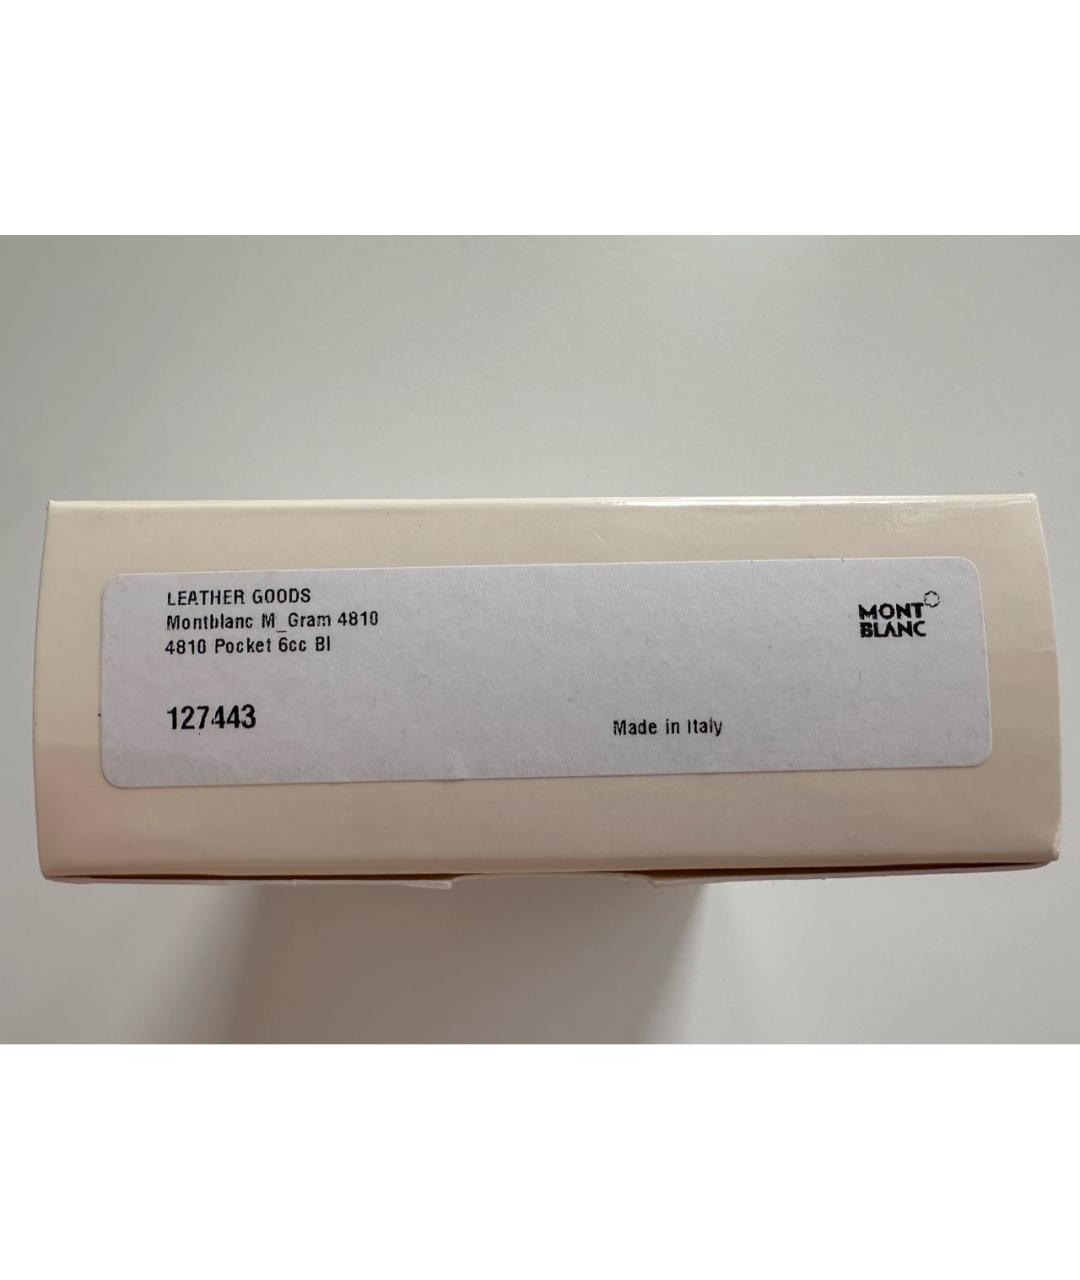 LEATHER GOODS
Montblanc M_Gram 4810
4810 Pocket 6cc Bl
MONT
BLANC
127443
Made in Italy